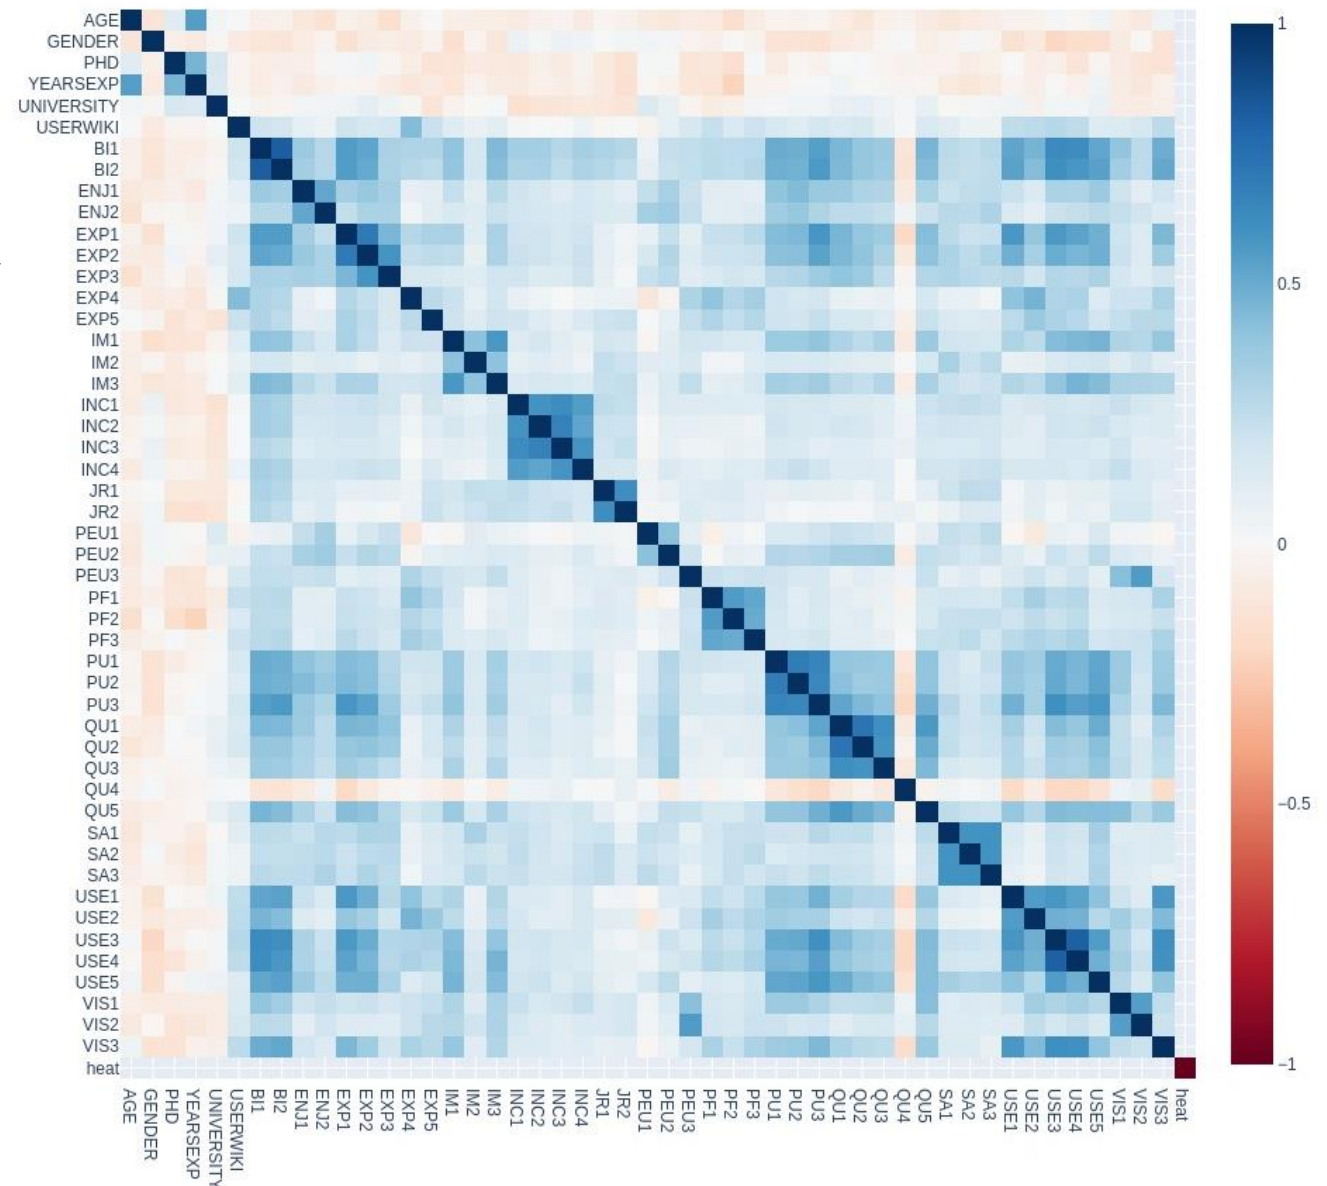 AGE
GENDER
PHD
YEARSEXP
UNIVERSITY
USERWIKI
BI1
BI2
ENJ1
ENJ2
EXP1
EXP2
EXP3
EXP4
EXP5
IM1
IM2
IM3
INC1
INC2
INC3
INC4
JR1
JR2
PEU1
PEU2
PEU3
PF1
PF2
PF3
PU1
PU2
PU3
QU1
QU2
QU3
QU4
QU5
SA1
SA2
SA3
USE1
USE2
USE3
USE4
USE5
VIS1
VIS2
VIS3
heat
AGE
GENDER
PHD
YEARSEXP
UNIVERSITY
USERWIKI
BI1
BI2
ENJ1
ENJ2
EXP1
EXP2
EXP3
EXP4
EXP5
IM1
IM2
IM3
INC1
INC2
INC3
INC4
JR1
JR2
PEU1
PEU2
PEU3
PF1
PF2
PF3
PU1
PU2
PU3
QU1
QU2
QU3
QU4
QU5
SA1
SA2
SA3
USE1
USE2
USE3
USE4
USE5
VIS1
VIS2
VIS3
heat
1
0.5
0
−0.5
−1